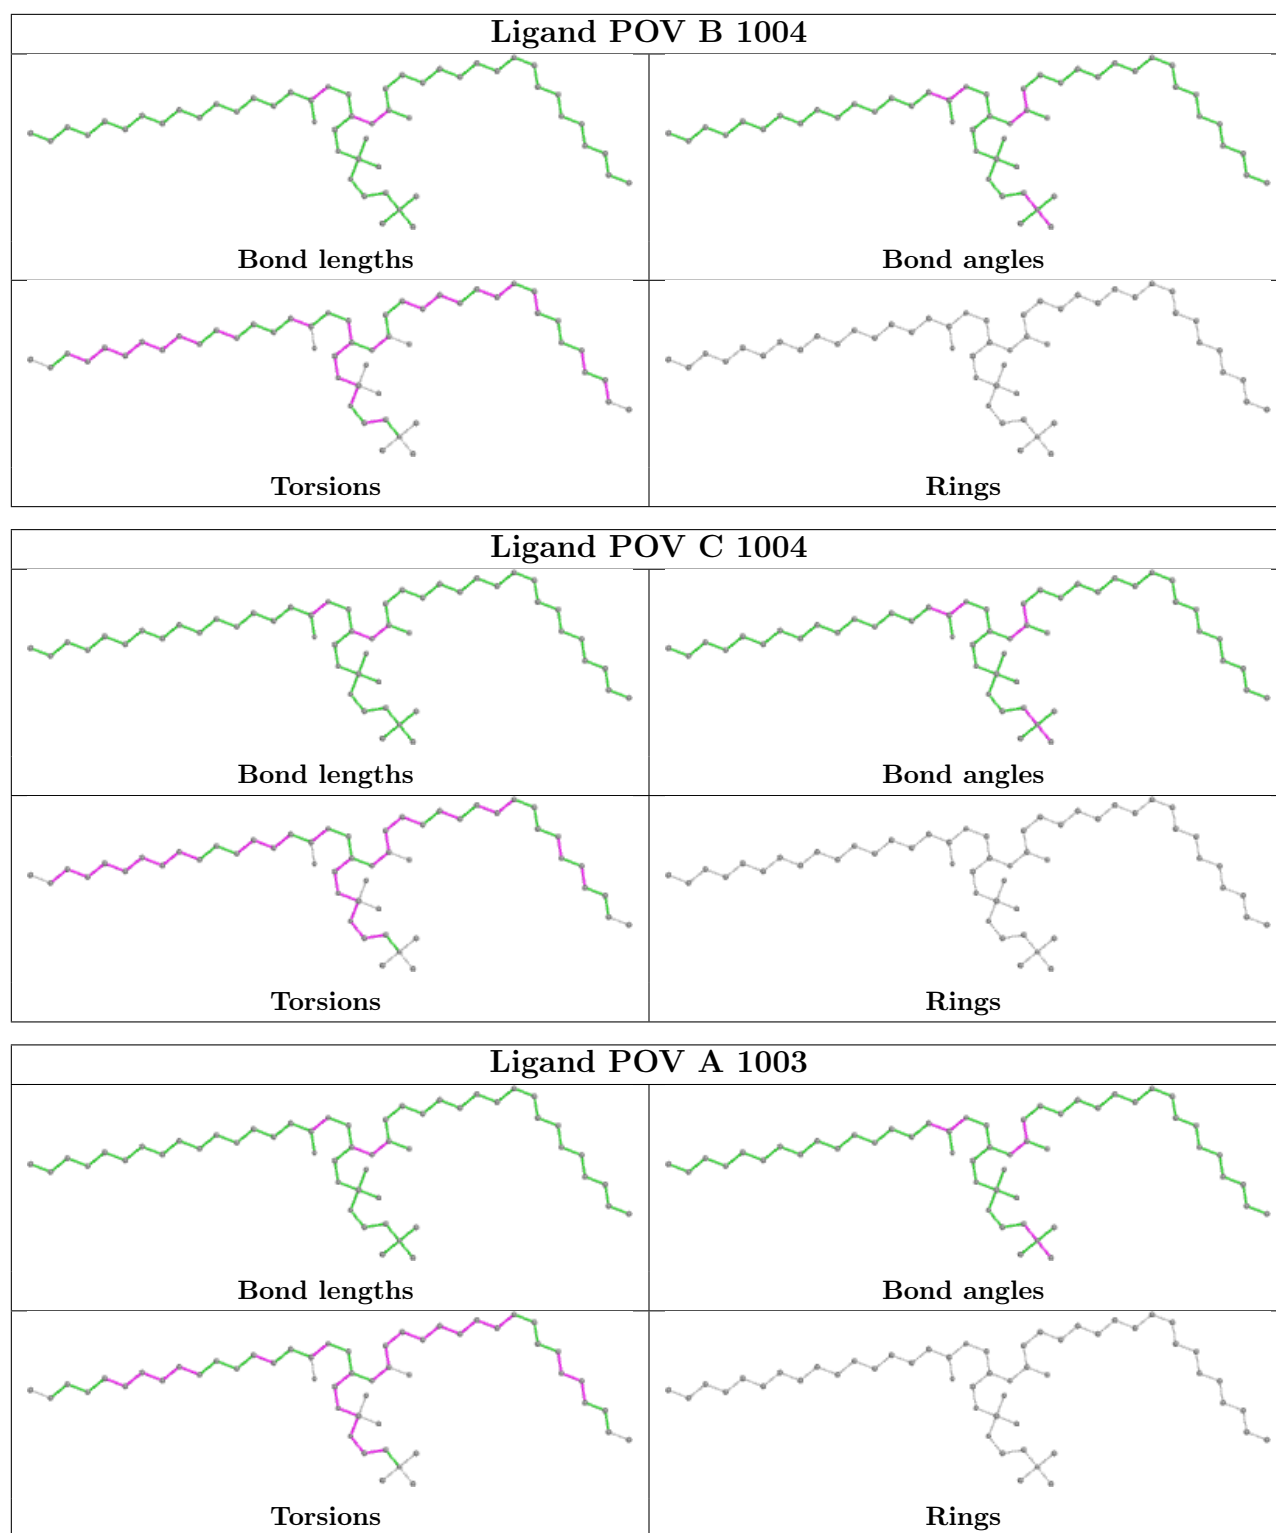 Ligand POV B 1004
Bond lengths
Bond angles
Torsions
Rings
Ligand POV C 1004
Bond lengths
Bond angles
Torsions
Rings
Ligand POV A 1003
Bond lengths
Bond angles
Torsions
Rings